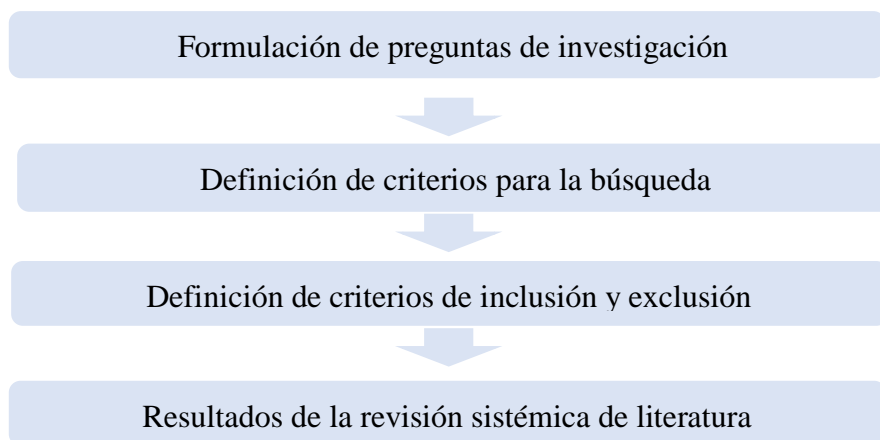 Formulación de preguntas de investigación
Definición de criterios para la búsqueda
Definición de criterios de inclusión y exclusión
Resultados de la revisión sistémica de literatura